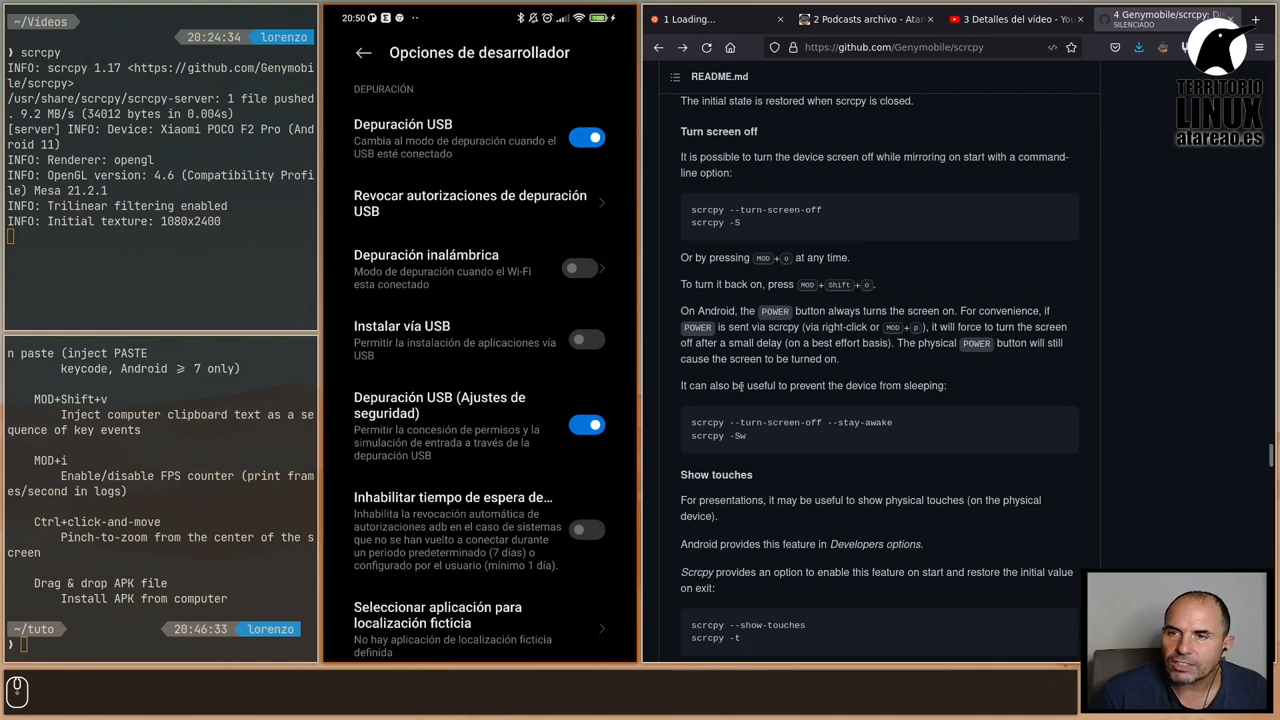 ~/Vídeos
20:24:34 lorenzo
❯ scrcpy
INFO: scrcpy 1.17 <https://github.com/Genymobi
le/scrcpy>
/usr/share/scrcpy/scrcpy-server: 1 file pushed
. 9.2 MB/s (34012 bytes in 0.004s)
[server] INFO: Device: Xiaomi POCO F2 Pro (And
roid 11)
INFO: Renderer: opengl
INFO: OpenGL version: 4.6 (Compatibility Profi
le) Mesa 21.2.1
INFO: Trilinear filtering enabled
INFO: Initial texture: 1080x2400
n paste (inject PASTE
keycode, Android ⩾ 7 only)
MOD+Shift+v
Inject computer clipboard text as a se
quence of key events
MOD+i
Enable/disable FPS counter (print fram
es/second in logs)
Ctrl+click-and-move
Pinch-to-zoom from the center of the s
creen
Drag & drop APK file
Install APK from computer
~/tuto
20:46:33 lorenzo
❯
20:50
Opciones de desarrollador
DEPURACIÓN
Depuración USB
Cambia al modo de depuración cuando el
USB esté conectado
Revocar autorizaciones de depuración
USB
Depuración inalámbrica
Modo de depuración cuando el Wi-Fi
esta conectado
Instalar vía USB
Permitir la instalación de aplicaciones vía
USB
Depuración USB (Ajustes de
seguridad)
Permitir la concesión de permisos y la
simulación de entrada a través de la
depuración USB
Inhabilitar tiempo de espera de...
Inhabilita la revocación automática de
autorizaciones adb en el caso de sistemas
que no se han vuelto a conectar durante
un periodo predeterminado (7 días) o
configurado por el usuario (mínimo 1 día).
Seleccionar aplicación para
localización ficticia
No hay aplicación de localización ficticia
definida
1 Loading...
2 Podcasts archivo - Atar
3 Detalles del vídeo - You
4 Genymobile/scrcpy: Dis
SILENCIADO
https://github.com/Genymobile/scrcpy
TERRITORIO
LINUX
atareao.es
README.md
The initial state is restored when scrcpy is closed.
Turn screen off
It is possible to turn the device screen off while mirroring on start with a command-
line option:
scrcpy --turn-screen-off
scrcpy -S
Or by pressing MOD+o at any time.
To turn it back on, press MOD+Shift+o.
On Android, the POWER button always turns the screen on. For convenience, if
POWER is sent via scrcpy (via right-click or MOD+p), it will force to turn the screen
off after a small delay (on a best effort basis). The physical POWER button will still
cause the screen to be turned on.
It can also be useful to prevent the device from sleeping:
scrcpy --turn-screen-off --stay-awake
scrcpy -Sw
Show touches
For presentations, it may be useful to show physical touches (on the physical
device).
Android provides this feature in Developers options.
Scrcpy provides an option to enable this feature on start and restore the initial value
on exit:
scrcpy --show-touches
scrcpy -t